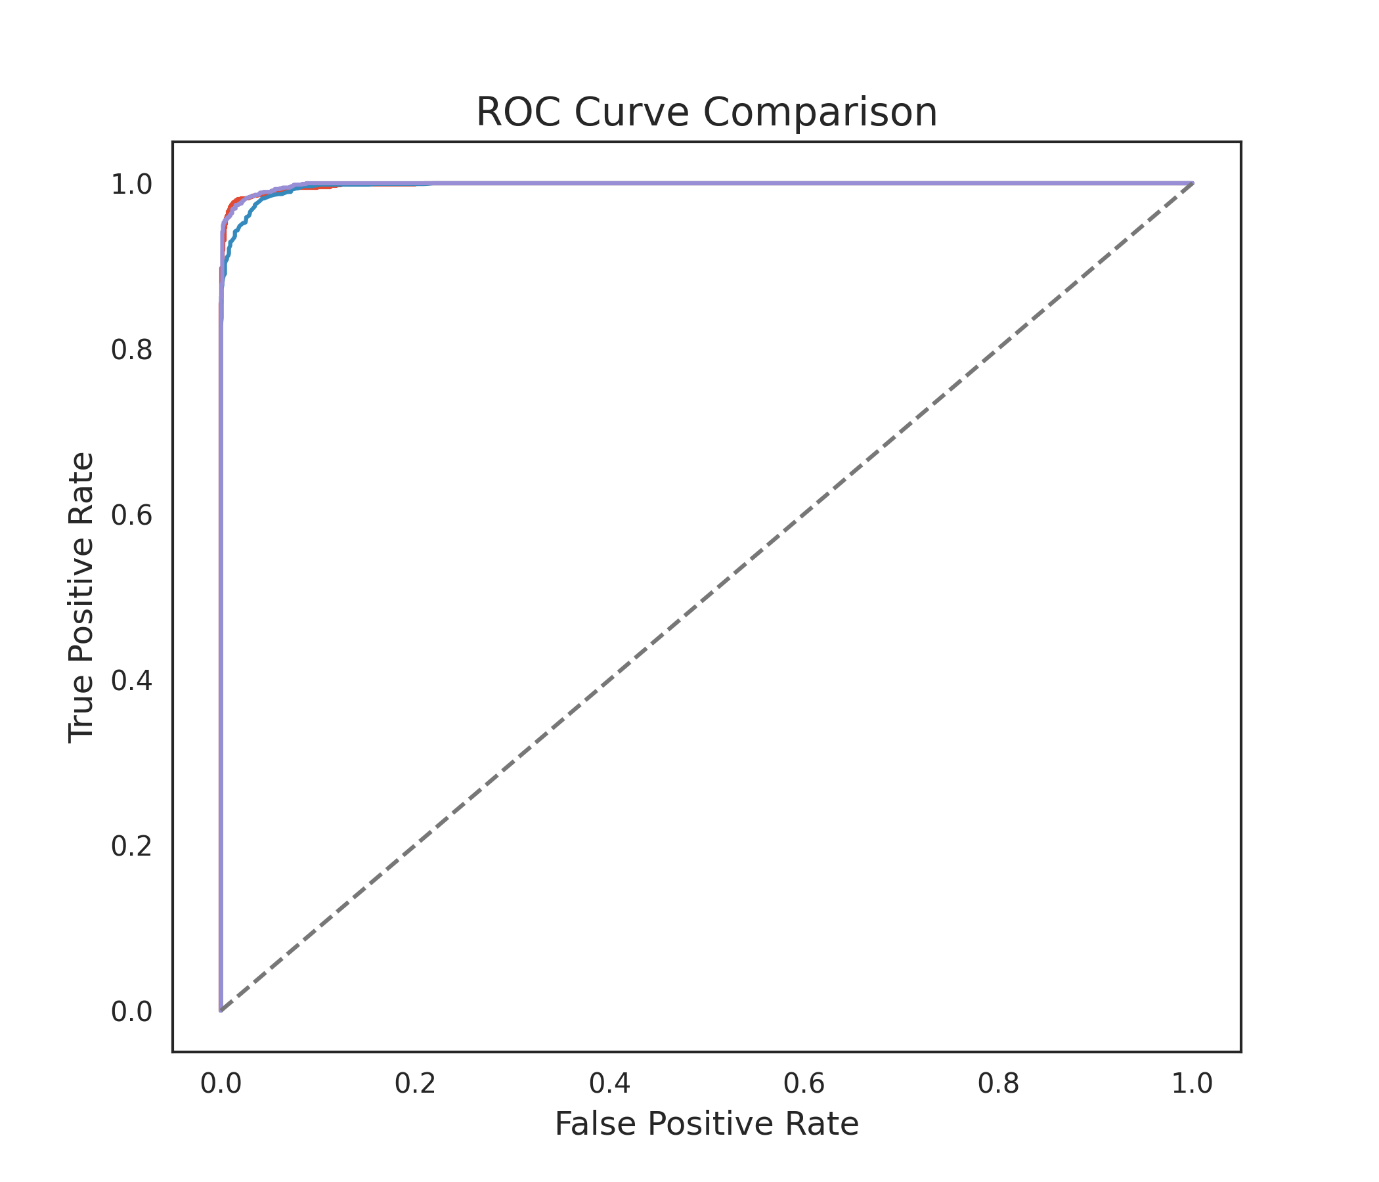 ROC Curve Comparison
1.0
0.8
0.6
0.4
0.2
0.0
True Positive Rate
0.0 0.2 0.4 0.6 0.8 1.0
False Positive Rate